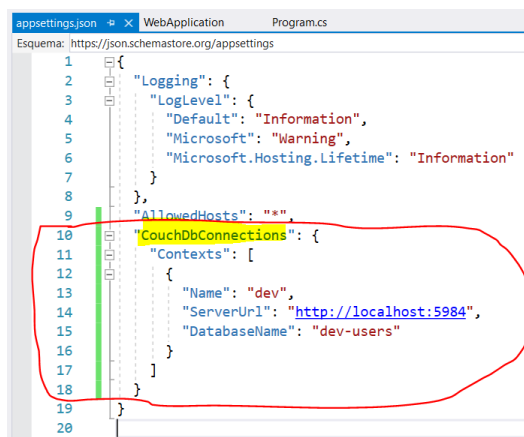 appsettings.json WebApplication Program.cs
Esquema: https://json.schemastore.org/appsettings
1 {
2 "Logging": {
3 "LogLevel": {
4 "Default": "Information",
5 "Microsoft": "Warning",
6 "Microsoft.Hosting.Lifetime": "Information"
7 }
8 },
9 "AllowedHosts": "*",
10 "CouchDbConnections": {
11 "Contexts": [
12 {
13 "Name": "dev",
14 "ServerUrl": "http://localhost:5984",
15 "DatabaseName": "dev-users"
16 }
17 ]
18 }
19 }
20